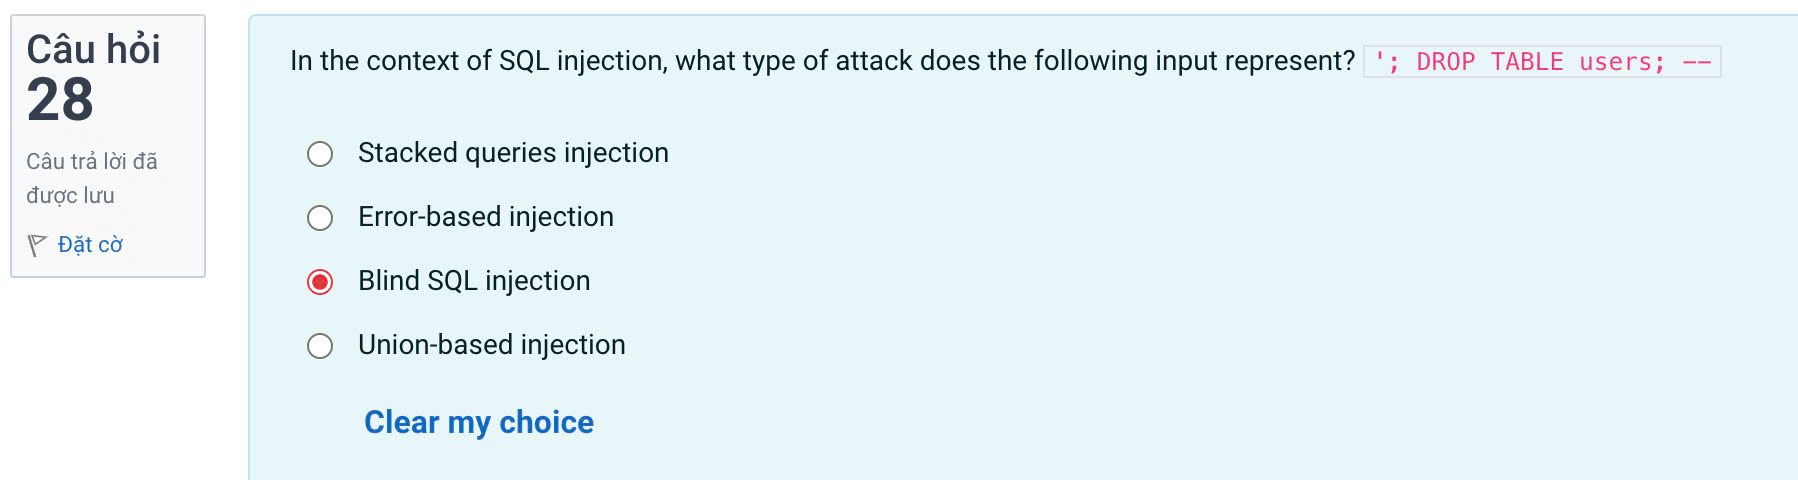 Câu hỏi
28
Câu trả lời đã
được lưu
Đặt cờ
In the context of SQL injection, what type of attack does the following input represent? '; DROP TABLE users; --
Stacked queries injection
Error-based injection
Blind SQL injection
Union-based injection
Clear my choice